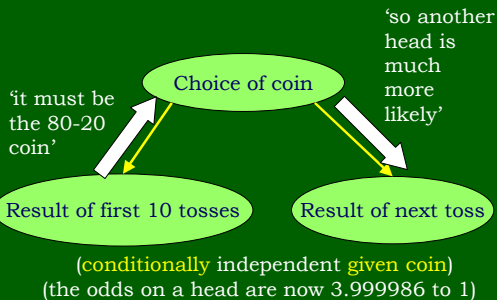 ‘so another
head is
much
more
likely’
Choice of coin
‘it must be
the 80-20
coin’
Result of first 10 tosses
Result of next toss
(conditionally independent given coin)
(the odds on a head are now 3.999986 to 1)